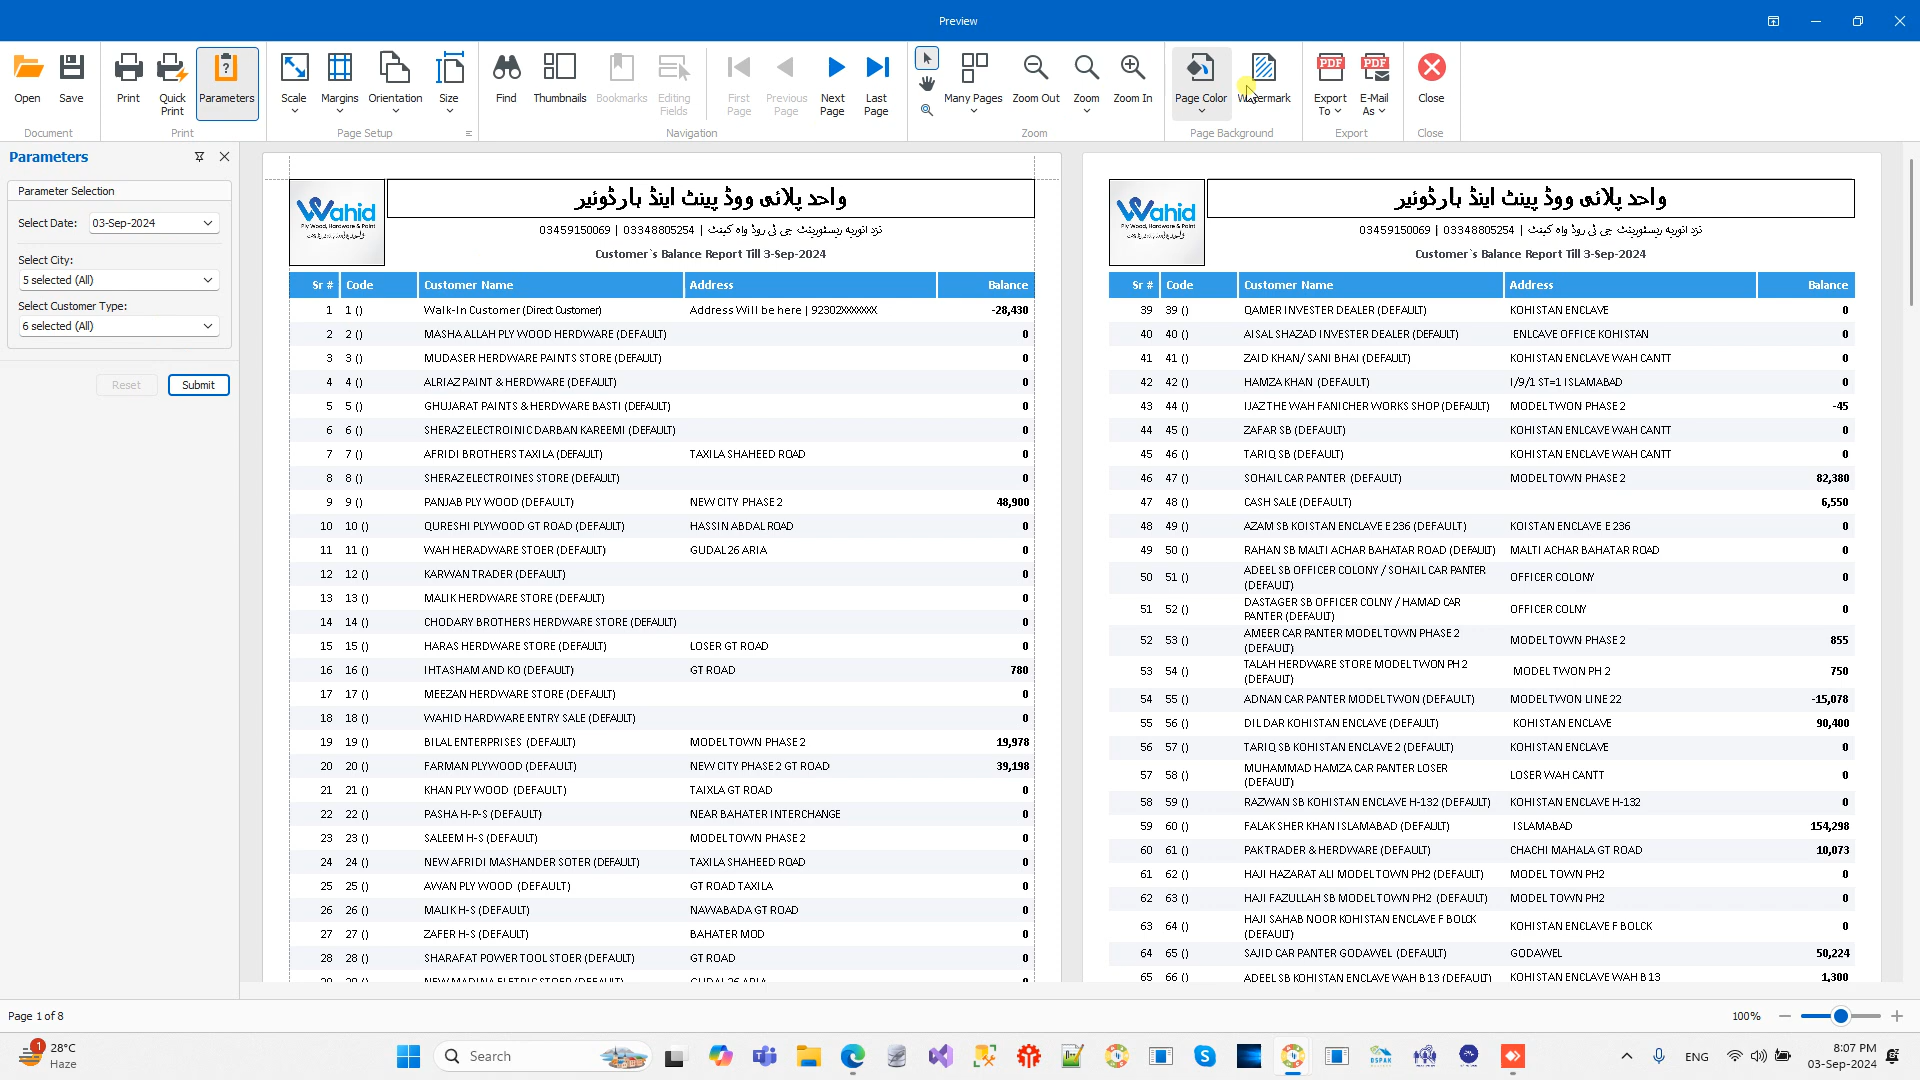 Preview
Open
Save
Print
Quick Print
Parameters
Scale
Margins
Orientation
Size
Find
Thumbnails
Bookmarks
Editing Fields
First Page
Previous Page
Next Page
Last Page
Many Pages
Zoom Out
Zoom
Zoom In
Page Color
Export To
E-Mail As
Close
Document
Print
Page Setup
Navigation
Zoom
Page Background
Export
Close
Parameters
Parameter Selection
Select Date: 03-Sep-2024
Select City:
5 selected (All)
Select Customer Type:
6 selected (All)
Reset
Submit
Wahid
Ply Wood, Hardware & Paint
واحد پلائی ووڈ پینٹ اینڈ ہارڈوئیر
03459150069 | 03348805254 | نزد انوریہ ریسٹورینٹ جی ٹی روڈ واہ کینٹ
Customer`s Balance Report Till 3-Sep-2024
Sr # Code Customer Name Address Balance
1 1 () Walk-In Customer (Direct Customer) Address Will be here | 92302XXXXXXX -28,430
2 2 () MASHA ALLAH PLY WOOD HERDWARE (DEFAULT) 0
3 3 () MUDASER HERDWARE PAINTS STORE (DEFAULT) 0
4 4 () ALRIAZ PAINT & HERDWARE (DEFAULT) 0
5 5 () GHUJARAT PAINTS & HERDWARE BASTI (DEFAULT) 0
6 6 () SHERAZ ELECTROINIC DARBAN KAREEMI (DEFAULT) 0
7 7 () AFRIDI BROTHERS TAXILA (DEFAULT) TAXILA SHAHEED ROAD 0
8 8 () SHERAZ ELECTROINES STORE (DEFAULT) 0
9 9 () PANJAB PLY WOOD (DEFAULT) NEW CITY PHASE 2 48,900
10 10 () QURESHI PLYWOOD GT ROAD (DEFAULT) HASSIN ABDAL ROAD 0
11 11 () WAH HERADWARE STOER (DEFAULT) GUDAL 26 ARIA 0
12 12 () KARWAN TRADER (DEFAULT) 0
13 13 () MALIK HERDWARE STORE (DEFAULT) 0
14 14 () CHODARY BROTHERS HERDWARE STORE (DEFAULT) 0
15 15 () HARAS HERDWARE STORE (DEFAULT) LOSER GT ROAD 0
16 16 () IHTASHAM AND KO (DEFAULT) GT ROAD 780
17 17 () MEEZAN HERDWARE STORE (DEFAULT) 0
18 18 () WAHID HARDWARE ENTRY SALE (DEFAULT) 0
19 19 () BILAL ENTERPRISES (DEFAULT) MODEL TOWN PHASE 2 19,978
20 20 () FARMAN PLYWOOD (DEFAULT) NEW CITY PHASE 2 GT ROAD 39,198
21 21 () KHAN PLY WOOD (DEFAULT) TAIXLA GT ROAD 0
22 22 () PASHA H-P-S (DEFAULT) NEAR BAHATER INTERCHANGE 0
23 23 () SALEEM H-S (DEFAULT) MODEL TOWN PHASE 2 0
24 24 () NEW AFRIDI MASHANDER SOTER (DEFAULT) TAXILA SHAHEED ROAD 0
25 25 () AWAN PLY WOOD (DEFAULT) GT ROAD TAXILA 0
26 26 () MALIK H-S (DEFAULT) NAWABADA GT ROAD 0
27 27 () ZAFER H-S (DEFAULT) BAHATER MOD 0
28 28 () SHARAFAT POWER TOOL STOER (DEFAULT) GT ROAD 0
Wahid
Ply Wood, Hardware & Paint
واحد پلائی ووڈ پینٹ اینڈ ہارڈوئیر
03459150069 | 03348805254 | نزد انوریہ ریسٹورینٹ جی ٹی روڈ واہ کینٹ
Customer`s Balance Report Till 3-Sep-2024
Sr # Code Customer Name Address Balance
39 39 () QAMER INVESTER DEALER (DEFAULT) KOHISTAN ENCLAVE 0
40 40 () AISAL SHAZAD INVESTER DEALER (DEFAULT) ENLCAVE OFFICE KOHISTAN 0
41 41 () ZAID KHAN/ SANI BHAI (DEFAULT) KOHISTAN ENCLAVE WAH CANTT 0
42 42 () HAMZA KHAN (DEFAULT) I/9/1 ST=1 ISLAMABAD 0
43 44 () IJAZ THE WAH FANICHER WORKS SHOP (DEFAULT) MODEL TWON PHASE 2 -45
44 45 () ZAFAR SB (DEFAULT) KOHISTAN ENLCAVE WAH CANTT 0
45 46 () TARIQ SB (DEFAULT) KOHISTAN ENCLAVE WAH CANTT 0
46 47 () SOHAIL CAR PANTER (DEFAULT) MODEL TOWN PHASE 2 82,380
47 48 () CASH SALE (DEFAULT) 6,550
48 49 () AZAM SB KOISTAN ENCLAVE E 236 (DEFAULT) KOISTAN ENCLAVE E 236 0
49 50 () RAHAN SB MALTI ACHAR BAHATAR ROAD (DEFAULT) MALTI ACHAR BAHATAR ROAD 0
50 51 () ADEEL SB OFFICER COLONY / SOHAIL CAR PANTER (DEFAULT) OFFICER COLONY 0
51 52 () DASTAGER SB OFFICER COLNY / HAMAD CAR PANTER (DEFAULT) OFFICER COLNY 0
52 53 () AMEER CAR PANTER MODEL TOWN PHASE 2 (DEFAULT) MODEL TOWN PHASE 2 855
53 54 () TALAH HERDWARE STORE MODEL TWON PH 2 (DEFAULT) MODEL TWON PH 2 750
54 55 () ADNAN CAR PANTER MODEL TWON (DEFAULT) MODEL TWON LINE 22 -15,078
55 56 () DIL DAR KOHISTAN ENCLAVE (DEFAULT) KOHISTAN ENCLAVE 90,400
56 57 () TARIQ SB KOHISTAN ENCLAVE 2 (DEFAULT) KOHISTAN ENCLAVE 0
57 58 () MUHAMMAD HAMZA CAR PANTER LOSER (DEFAULT) LOSER WAH CANTT 0
58 59 () RAZWAN SB KOHISTAN ENCLAVE H-132 (DEFAULT) KOHISTAN ENCLAVE H-132 0
59 60 () FALAK SHER KHAN ISLAMABAD (DEFAULT) ISLAMABAD 154,298
60 61 () PAK TRADER & HERDWARE (DEFAULT) CHACHI MAHALA GT ROAD 10,073
61 62 () HAJI HAZARAT ALI MODEL TOWN PH2 (DEFAULT) MODEL TOWN PH2 0
62 63 () HAJI FAZULLAH SB MODEL TOWN PH2 (DEFAULT) MODEL TOWN PH2 0
63 64 () HAJI SAHAB NOOR KOHISTAN ENCLAVE F BOLCK (DEFAULT) KOHISTAN ENCLAVE F BOLCK 0
64 65 () SAJID CAR PANTER GODAWEL (DEFAULT) GODAWEL 50,224
65 66 () ADEEL SB KOHISTAN ENCLAVE WAH B 13 (DEFAULT) KOHISTAN ENCLAVE WAH B 13 1,300
Page 1 of 8
100%
28°C
Haze
Search
ENG
8:07 PM
03-Sep-2024